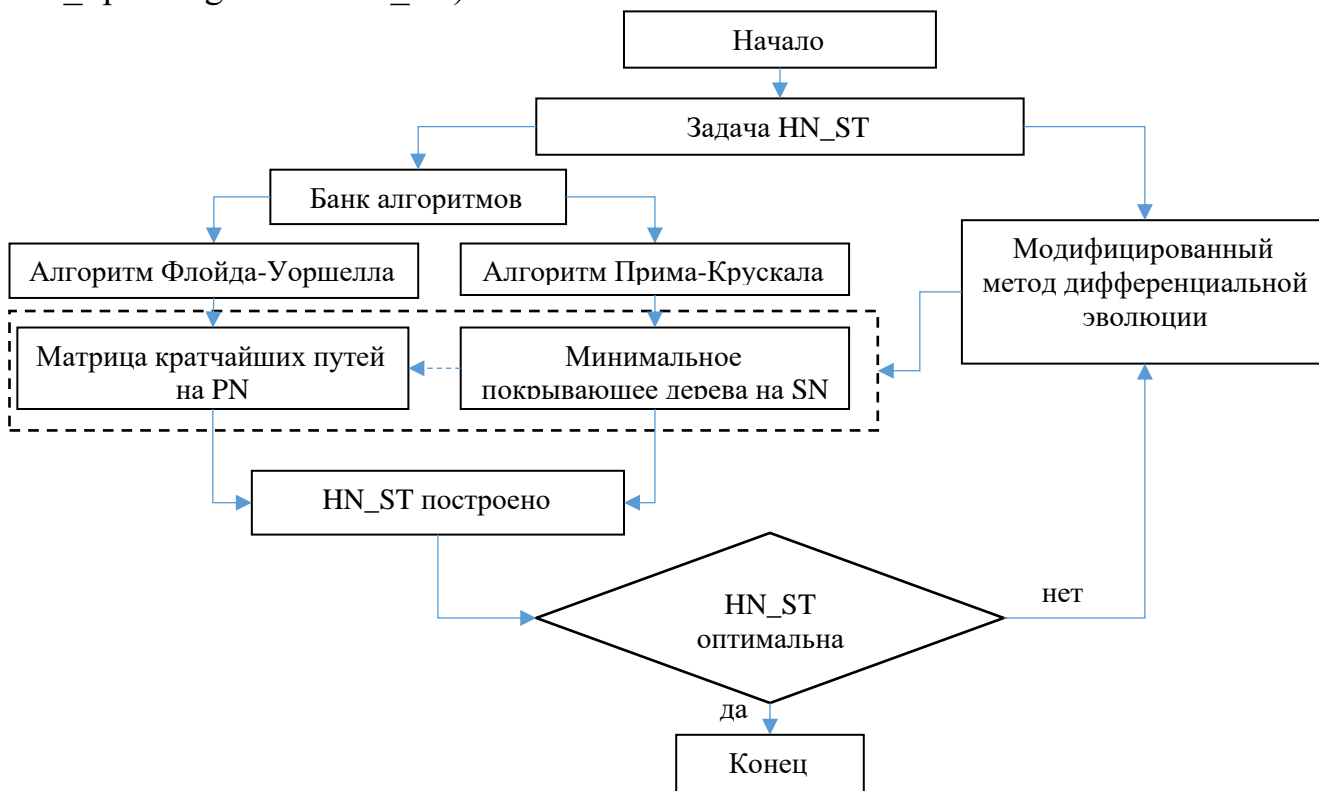 Начало
Задача HN_ST
Банк алгоритмов
Алгоритм Флойда-Уоршелла
Алгоритм Прима-Крускала
Модифицированный
метод дифференциальной
эволюции
Матрица кратчайших путей
на PN
Минимальное
покрывающее дерева на SN
HN_ST построено
HN_ST
оптимальна
нет
да
Конец